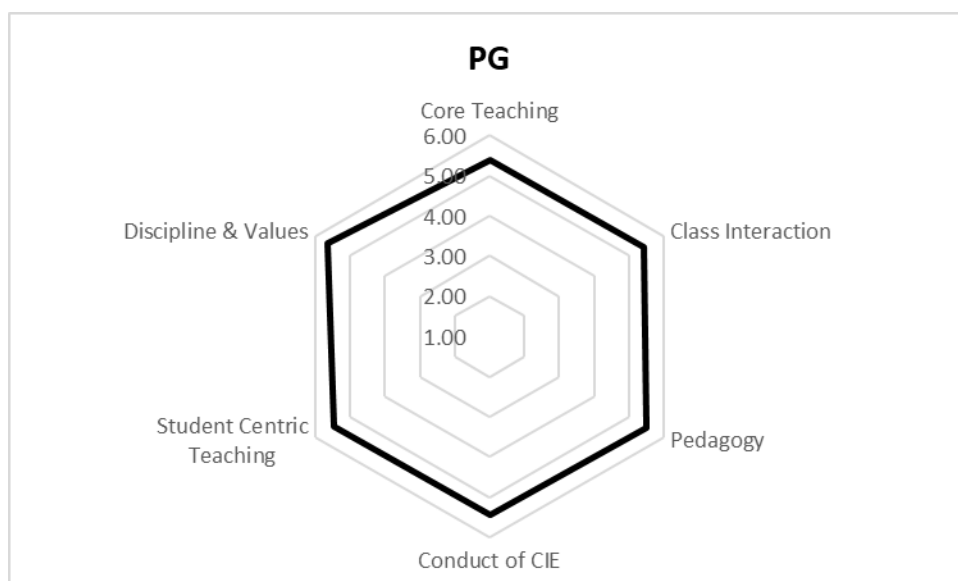 PG
Core Teaching
6.00
5.00
4.00
3.00
2.00
1.00
Discipline & Values
Class Interaction
Student Centric
Teaching
Pedagogy
Conduct of CIE